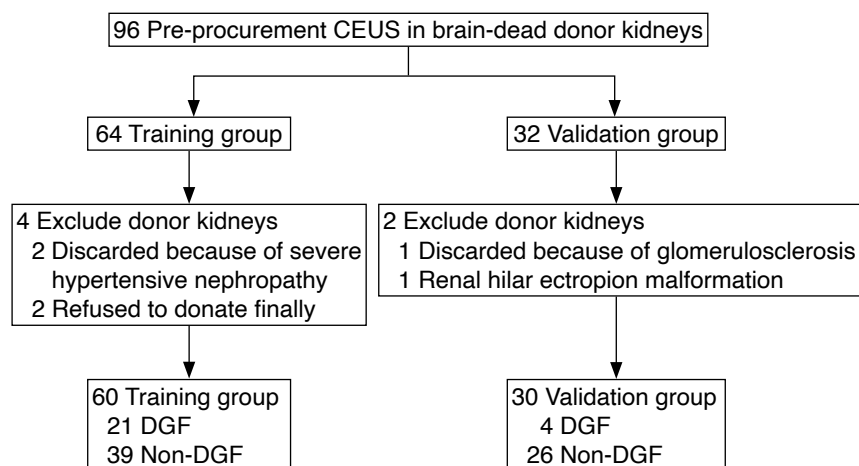 96 Pre-procurement CEUS in brain-dead donor kidneys
64 Training group
32 Validation group
4 Exclude donor kidneys
2 Discarded because of severe
hypertensive nephropathy
2 Refused to donate finally
2 Exclude donor kidneys
1 Discarded because of glomerulosclerosis
1 Renal hilar ectropion malformation
60 Training group
21 DGF
39 Non-DGF
30 Validation group
4 DGF
26 Non-DGF